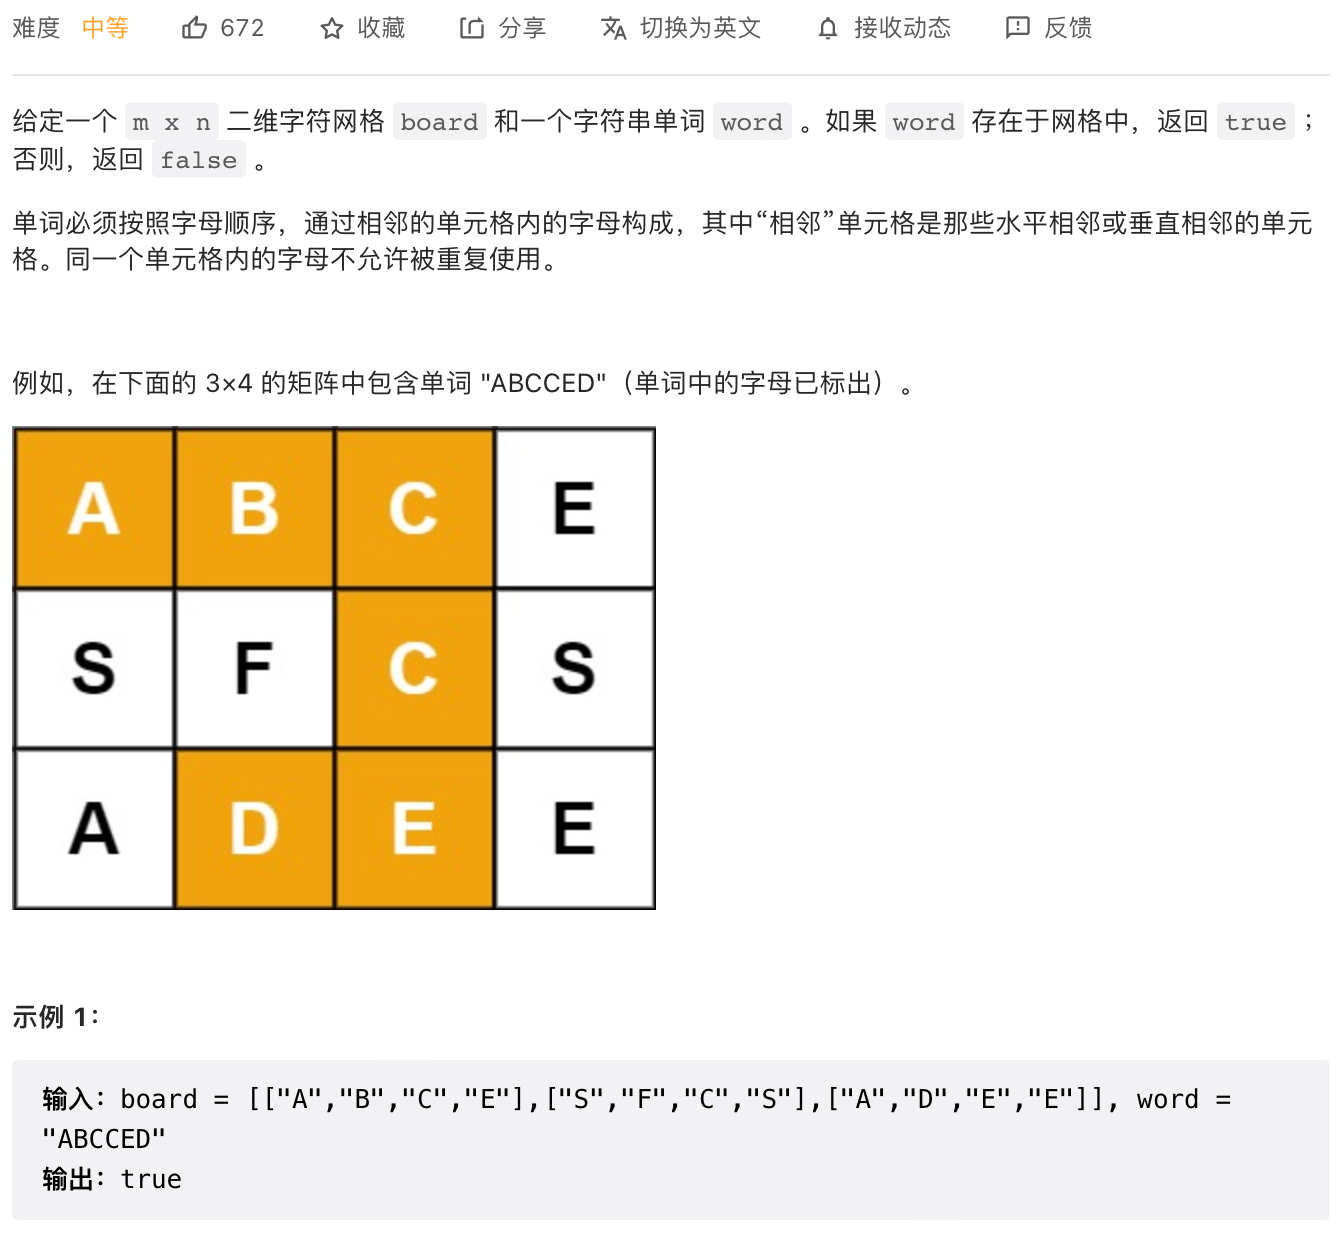 难度 中等 672 收藏 分享 切换为英文 接收动态 反馈
给定一个 m x n 二维字符网格 board 和一个字符串单词 word 。如果 word 存在于网格中，返回 true ；
否则，返回 false 。
单词必须按照字母顺序，通过相邻的单元格内的字母构成，其中“相邻”单元格是那些水平相邻或垂直相邻的单元
格。同一个单元格内的字母不允许被重复使用。
例如，在下面的 3×4 的矩阵中包含单词 "ABCCED"（单词中的字母已标出）。
A B C E
S F C S
A D E E
示例 1：
输入：board = [["A","B","C","E"],["S","F","C","S"],["A","D","E","E"]], word =
"ABCCED"
输出：true